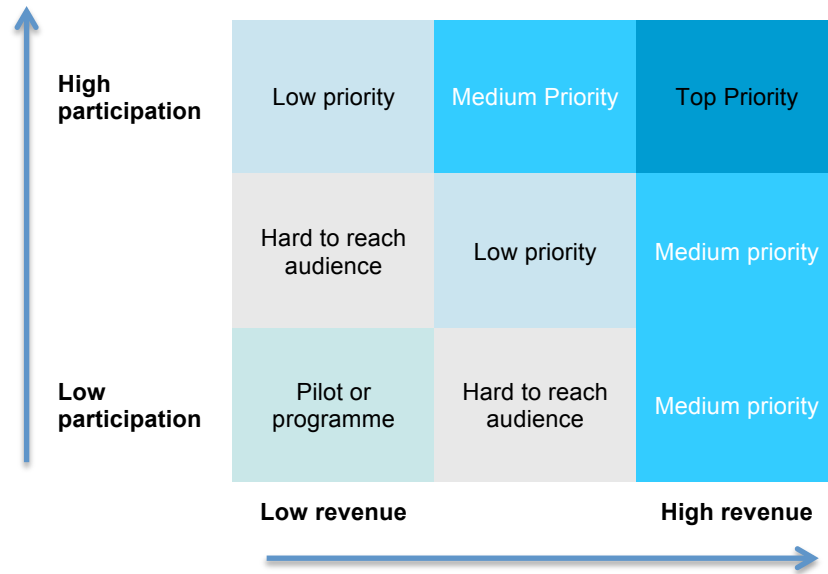 High
participation
Low priority
Medium Priority
Top Priority
Hard to reach
audience
Low priority
Medium priority
Low
participation
Pilot or
programme
Hard to reach
audience
Medium priority
Low revenue
High revenue